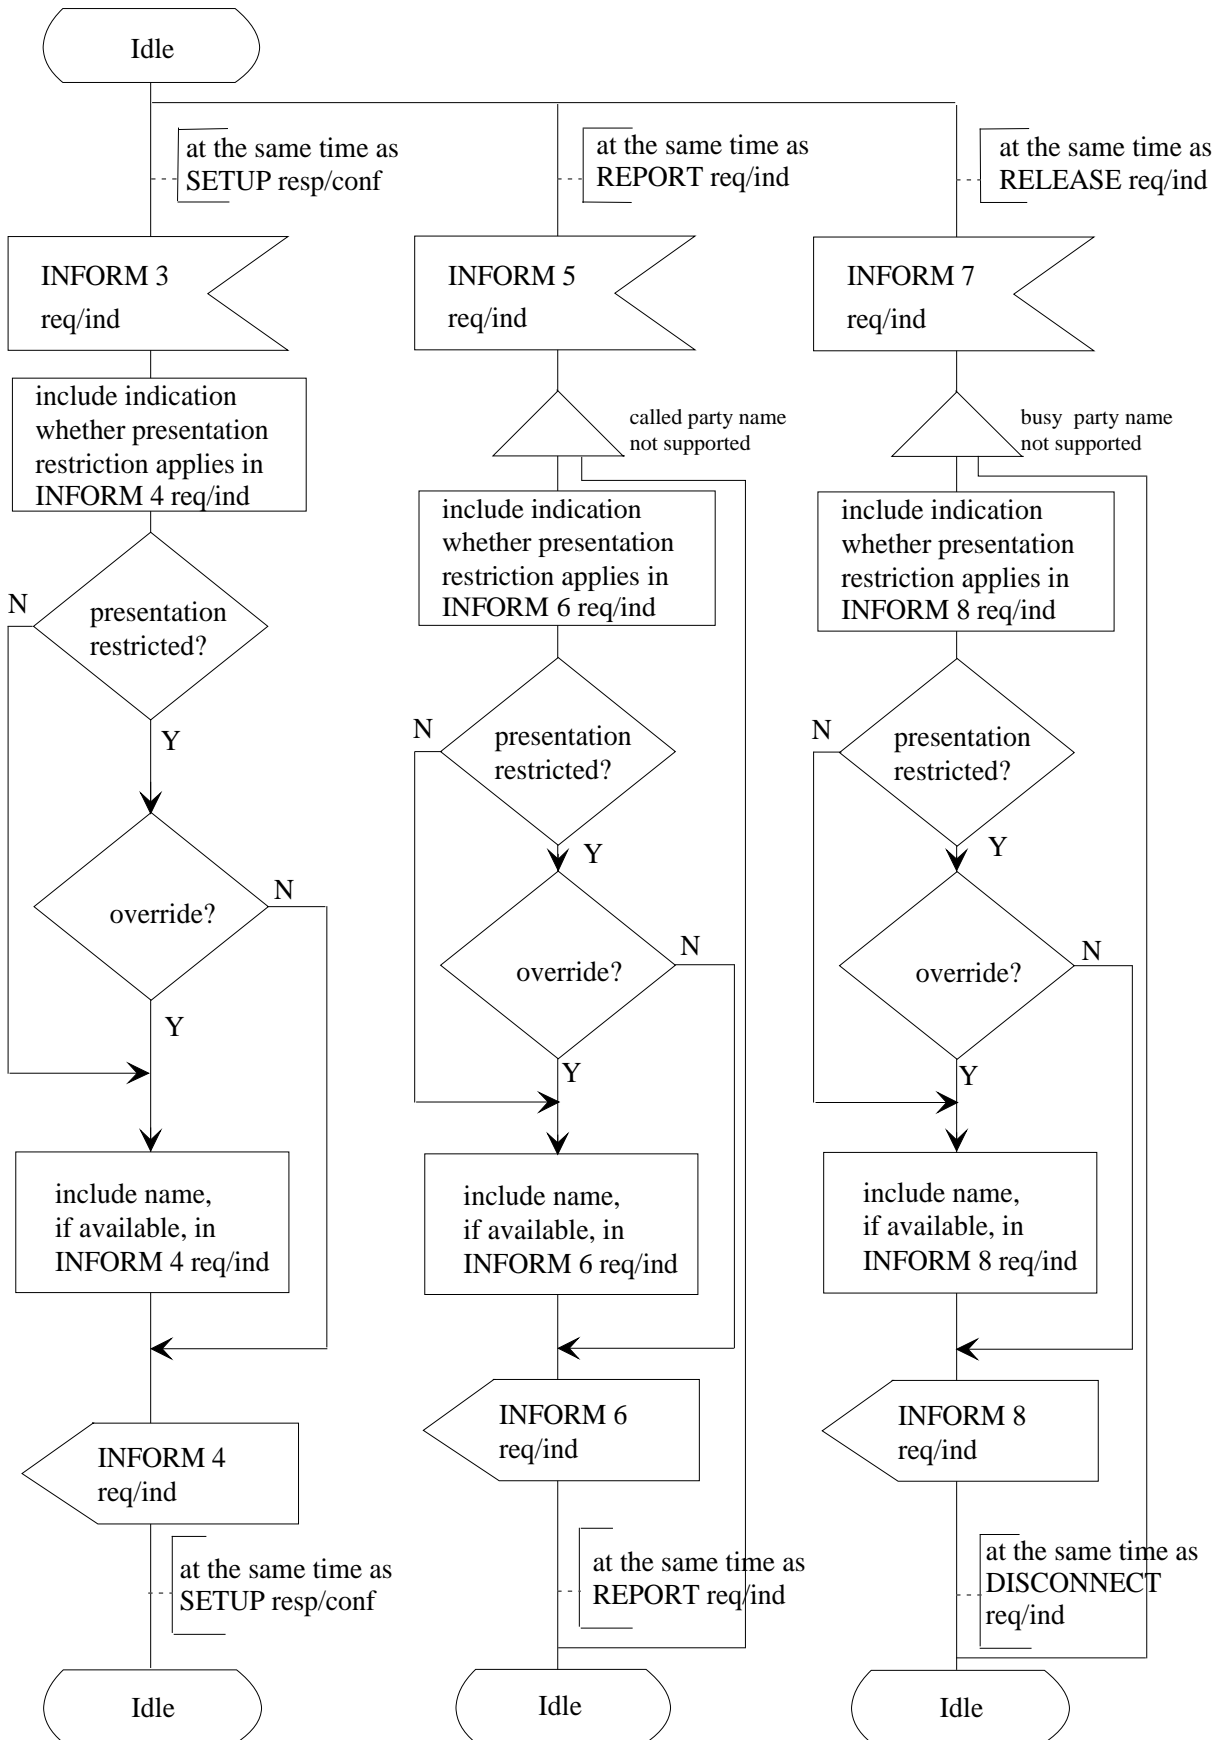 Idle
at the same time as
SETUP resp/conf
at the same time as
REPORT req/ind
at the same time as
RELEASE req/ind
INFORM 3
req/ind
INFORM 5
req/ind
INFORM 7
req/ind
include indication
whether presentation
restriction applies in
INFORM 4 req/ind
called party name
not supported
busy party name
not supported
include indication
whether presentation
restriction applies in
INFORM 6 req/ind
include indication
whether presentation
restriction applies in
INFORM 8 req/ind
N
presentation
restricted?
Y
N
presentation
restricted?
Y
N
presentation
restricted?
Y
override?
N
Y
override?
N
Y
override?
N
Y
include name,
if available, in
INFORM 4 req/ind
include name,
if available, in
INFORM 6 req/ind
include name,
if available, in
INFORM 8 req/ind
INFORM 4
req/ind
INFORM 6
req/ind
INFORM 8
req/ind
at the same time as
SETUP resp/conf
at the same time as
REPORT req/ind
at the same time as
DISCONNECT
req/ind
Idle
Idle
Idle